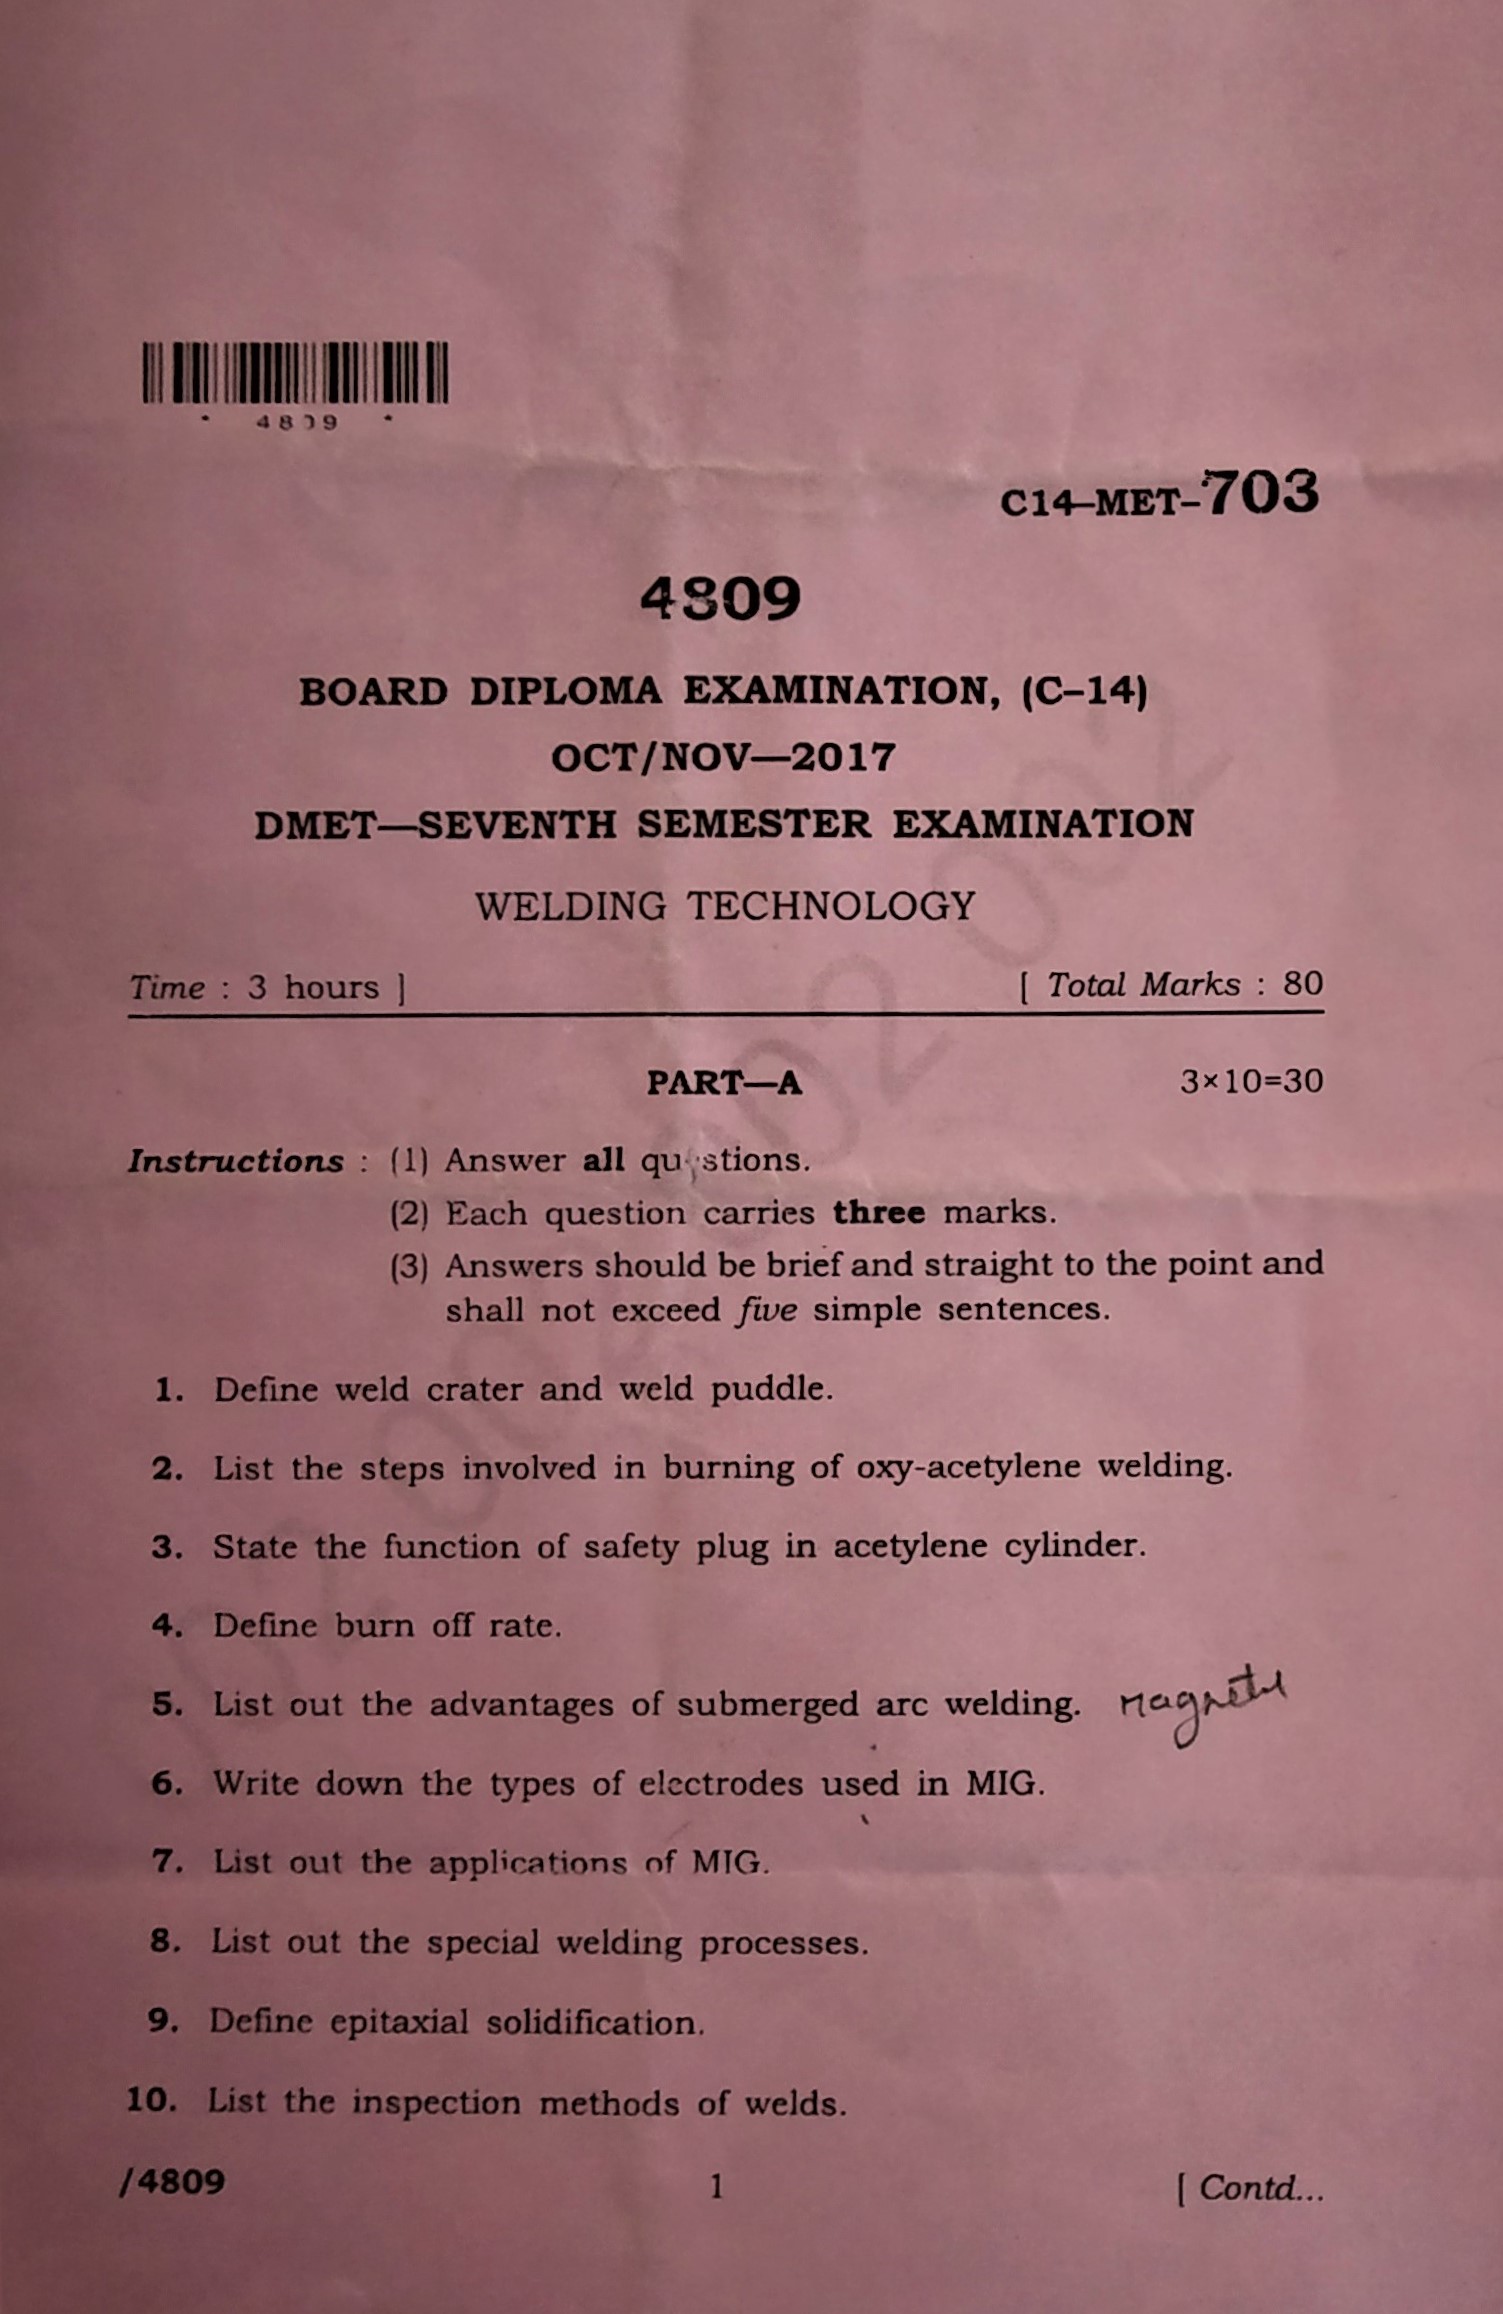 * 4809 *
C14-MET-703
4809
BOARD DIPLOMA EXAMINATION, (C-14)
OCT/NOV—2017
DMET—SEVENTH SEMESTER EXAMINATION
WELDING TECHNOLOGY
Time : 3 hours ] [ Total Marks : 80
PART—A 3×10=30
Instructions : (1) Answer all questions.
(2) Each question carries three marks.
(3) Answers should be brief and straight to the point and
shall not exceed five simple sentences.
1. Define weld crater and weld puddle.
2. List the steps involved in burning of oxy-acetylene welding.
3. State the function of safety plug in acetylene cylinder.
4. Define burn off rate.
5. List out the advantages of submerged arc welding.
6. Write down the types of electrodes used in MIG.
7. List out the applications of MIG.
8. List out the special welding processes.
9. Define epitaxial solidification.
10. List the inspection methods of welds.
/4809 1 [ Contd...